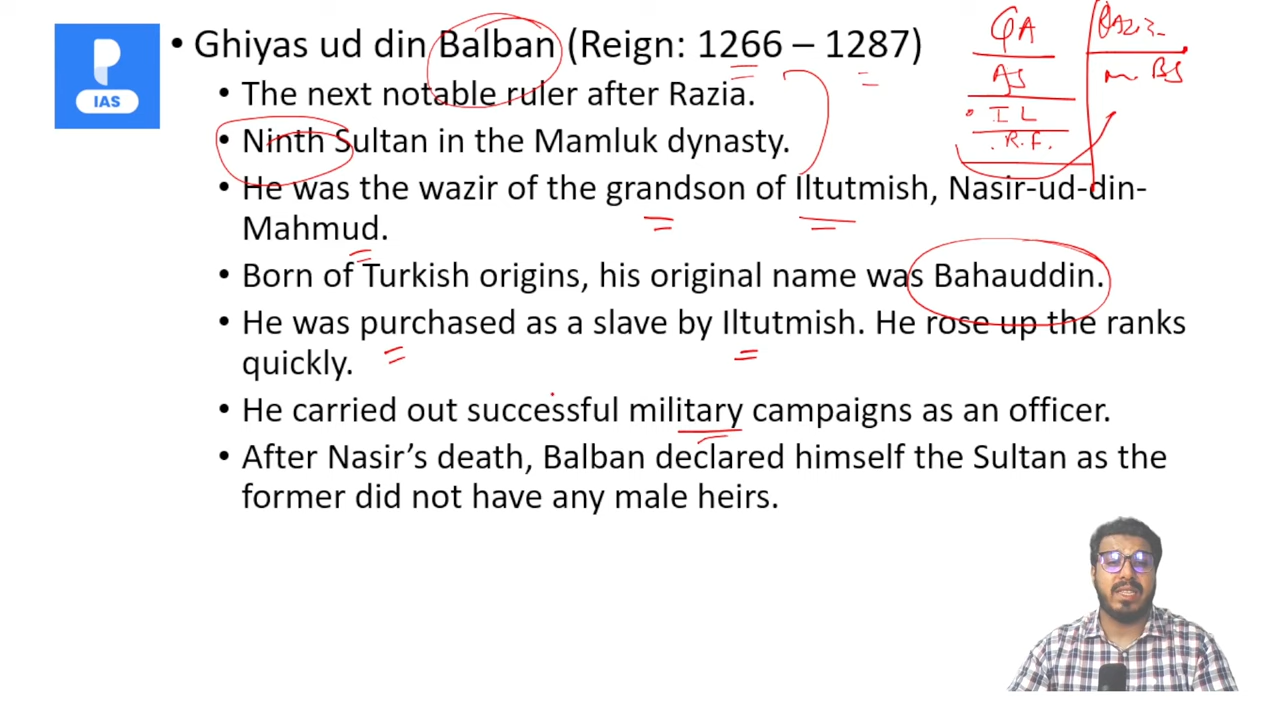 P
IAS
• Ghiyas ud din Balban (Reign: 1266 – 1287)
• The next notable ruler after Razia.
• Ninth Sultan in the Mamluk dynasty.
• He was the wazir of the grandson of Iltutmish, Nasir-ud-din-
Mahmud.
• Born of Turkish origins, his original name was Bahauddin.
• He was purchased as a slave by Iltutmish. He rose up the ranks
quickly.
• He carried out successful military campaigns as an officer.
• After Nasir’s death, Balban declared himself the Sultan as the
former did not have any male heirs.
QA
AS
BS
IL
R.F.